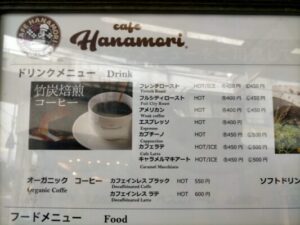 CAFE HANAMORI
cafe
Hanamori.
ドリンクメニュー Drink
竹炭焙煎
コーヒー
フレンチロースト HOT/ICE
French Roast
フルシティロースト HOT
Full City Roast
アメリカン HOT
Weak coffee
エスプレッソ HOT
Espresso
カプチーノ HOT/ICE
Cappuccino
カフェラテ HOT/ICE
Cafe Latte
キャラメルマキアート HOT/ICE
Caramel Macchiato
オーガニック コーヒー カフェインレス ブラック HOT 550円
Organic Coffe Decaffeinated Coffee
カフェインレス ラテ HOT 600円
Decaffeinated Latte
ソフトドリン
フードメニュー Food